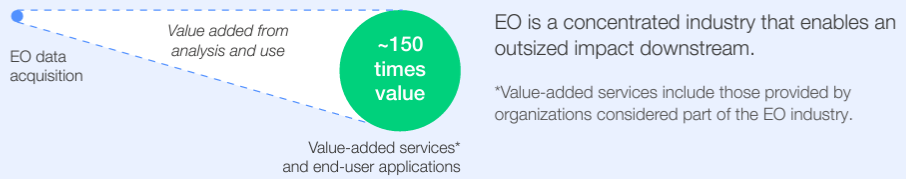 EO data
acquisition
Value added from
analysis and use
~150
times
value
Value-added services*
and end-user applications
EO is a concentrated industry that enables an
outsized impact downstream.
*Value-added services include those provided by
organizations considered part of the EO industry.